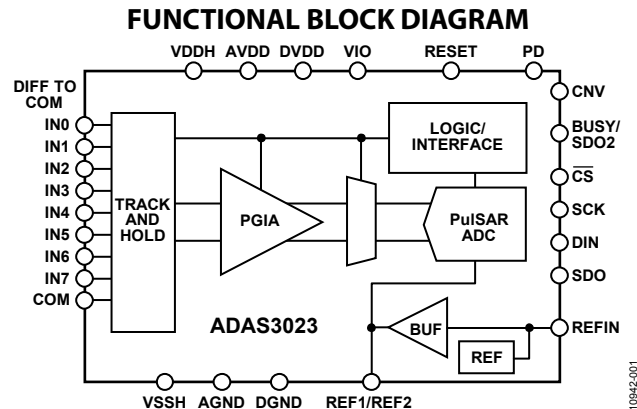 FUNCTIONAL BLOCK DIAGRAM
VDDH AVDD DVDD VIO RESET PD
DIFF TO
COM
IN0
IN1
IN2
IN3
IN4
IN5
IN6
IN7
COM
TRACK
AND
HOLD
PGIA
LOGIC/
INTERFACE
PulSAR
ADC
BUF
REF
ADAS3023
CNV
BUSY/
SDO2
CS
SCK
DIN
SDO
REFIN
VSSH AGND DGND REF1/REF2
10942-001